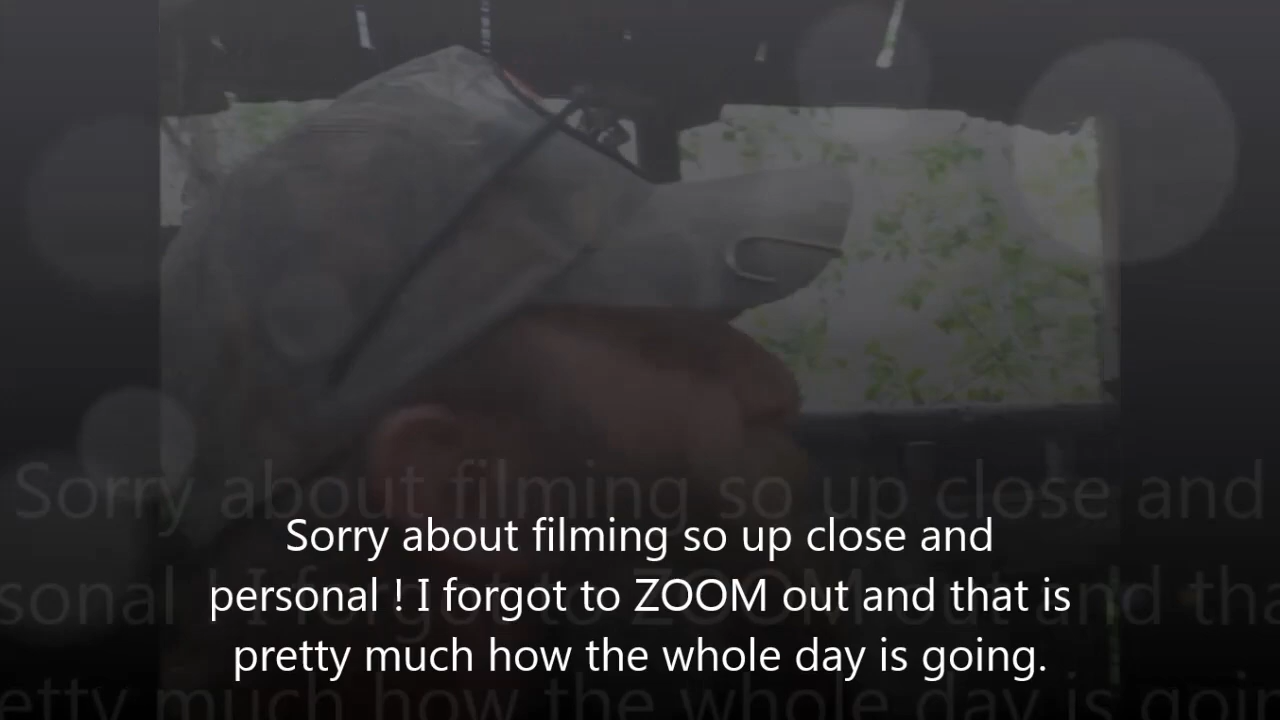 Sorry about filming so up close and
personal ! I forgot to ZOOM out and that is
pretty much how the whole day is going.